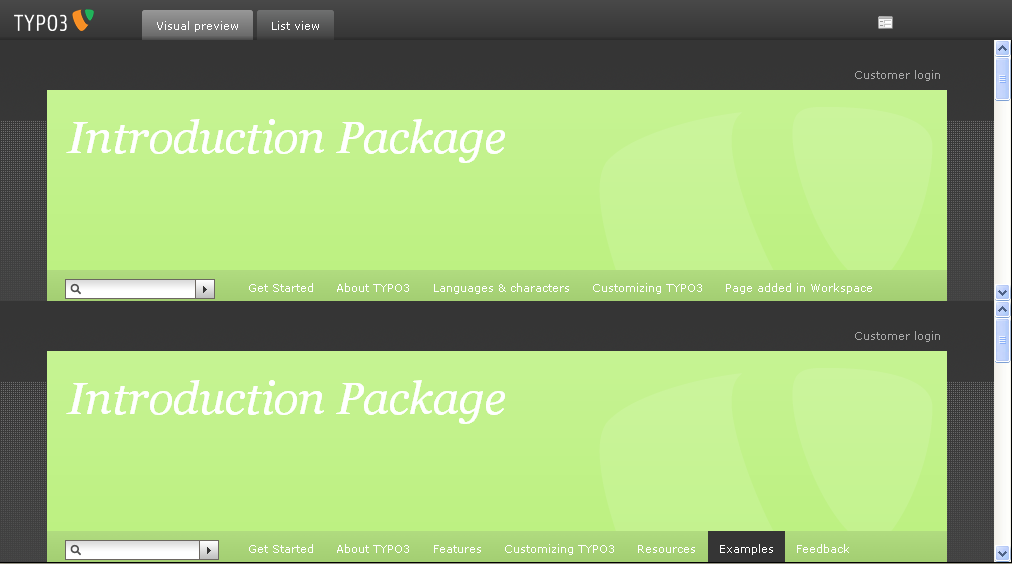 TYPO3 Visual preview List view
Customer login
Introduction Package
Get Started About TYPO3 Languages & characters Customizing TYPO3 Page added in Workspace
Customer login
Introduction Package
Get Started About TYPO3 Features Customizing TYPO3 Resources Examples Feedback